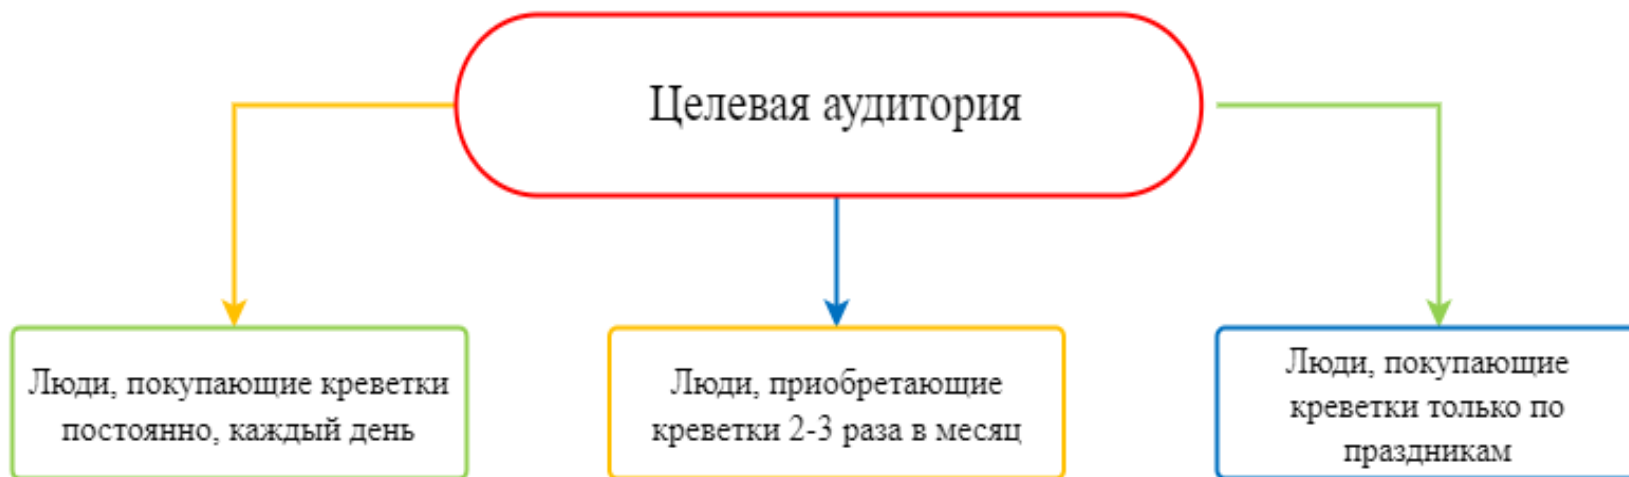 Целевая аудитория
Люди, покупающие креветки
постоянно, каждый день
Люди, приобретающие
креветки 2-3 раза в месяц
Люди, покупающие
креветки только по
праздникам